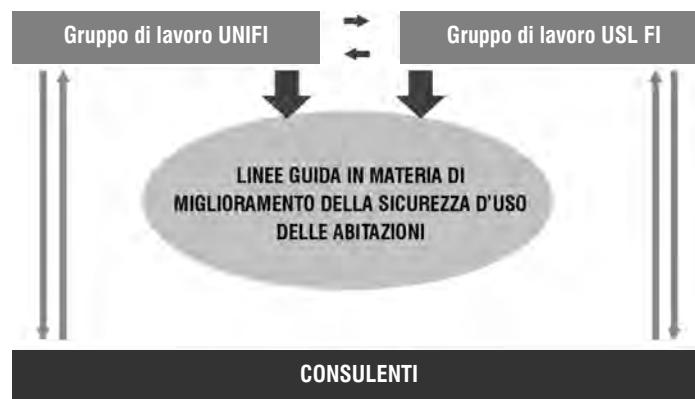 Gruppo di lavoro UNIFI
Gruppo di lavoro USL FI
LINEE GUIDA IN MATERIA DI
MIGLIORAMENTO DELLA SICUREZZA D'USO
DELLE ABITAZIONI
CONSULENTI